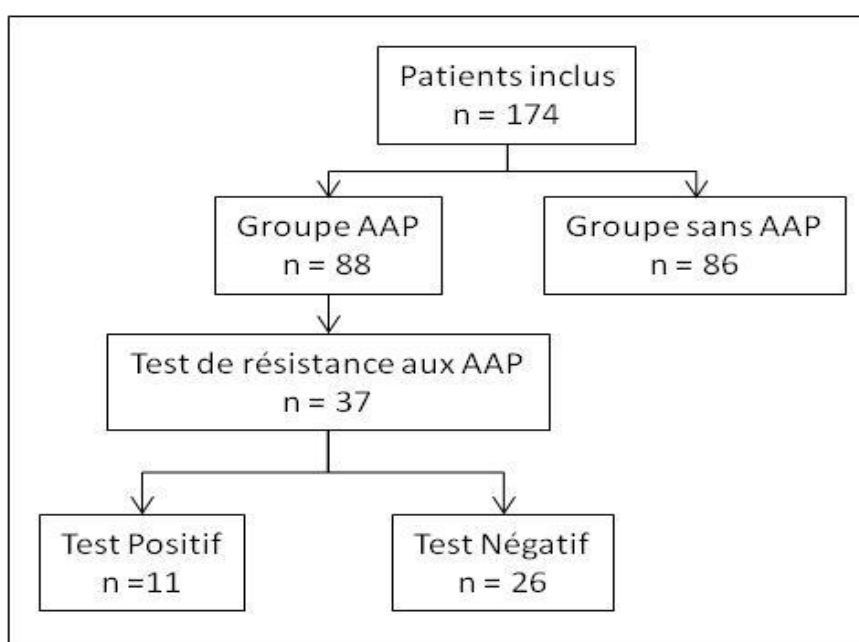 Patients inclus
n = 174
Groupe AAP
n = 88
Groupe sans AAP
n = 86
Test de résistance aux AAP
n = 37
Test Positif
n =11
Test Négatif
n = 26